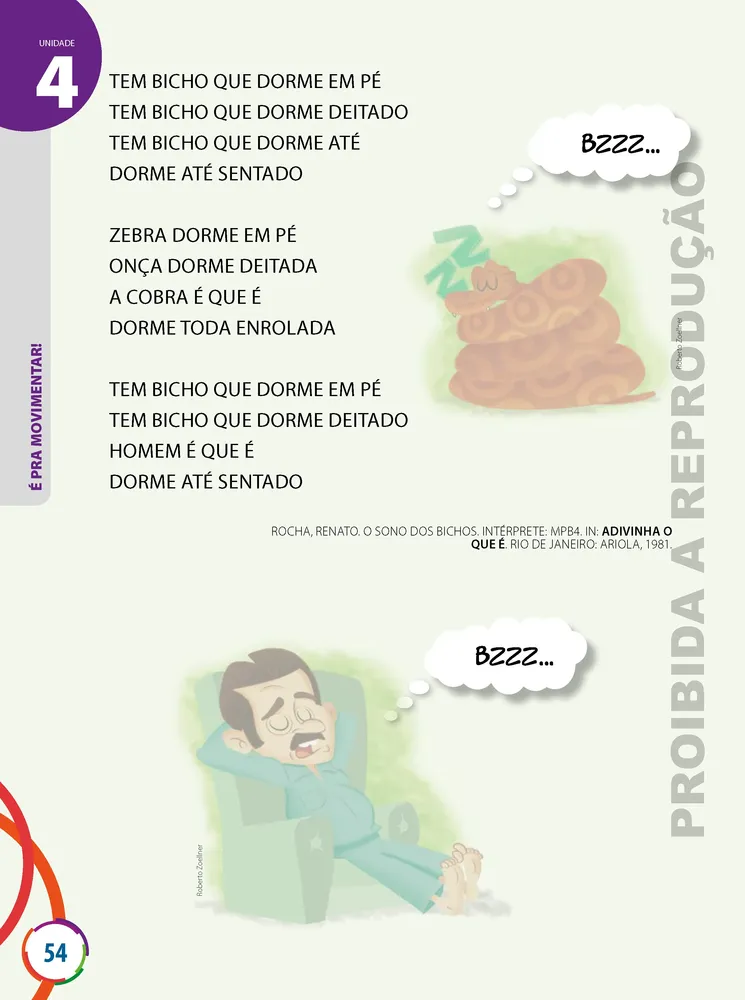 UNIDADE
4
TEM BICHO QUE DORME EM PÉ
TEM BICHO QUE DORME DEITADO
TEM BICHO QUE DORME ATÉ
DORME ATÉ SENTADO
BZZZ...
ZEBRA DORME EM PÉ
ONÇA DORME DEITADA
A COBRA É QUE É
DORME TODA ENROLADA
ZZ
Roberto Zoellner
TEM BICHO QUE DORME EM PÉ
TEM BICHO QUE DORME DEITADO
HOMEM É QUE É
DORME ATÉ SENTADO
É PRA MOVIMENTAR!
ROCHA, RENATO. O SONO DOS BICHOS. INTÉRPRETE: MPB4. IN: ADIVINHA O
QUE É. RIO DE JANEIRO: ARIOLA, 1981.
PROIBIDA A REPRODUÇÃO
BZZZ...
Roberto Zoellner
54